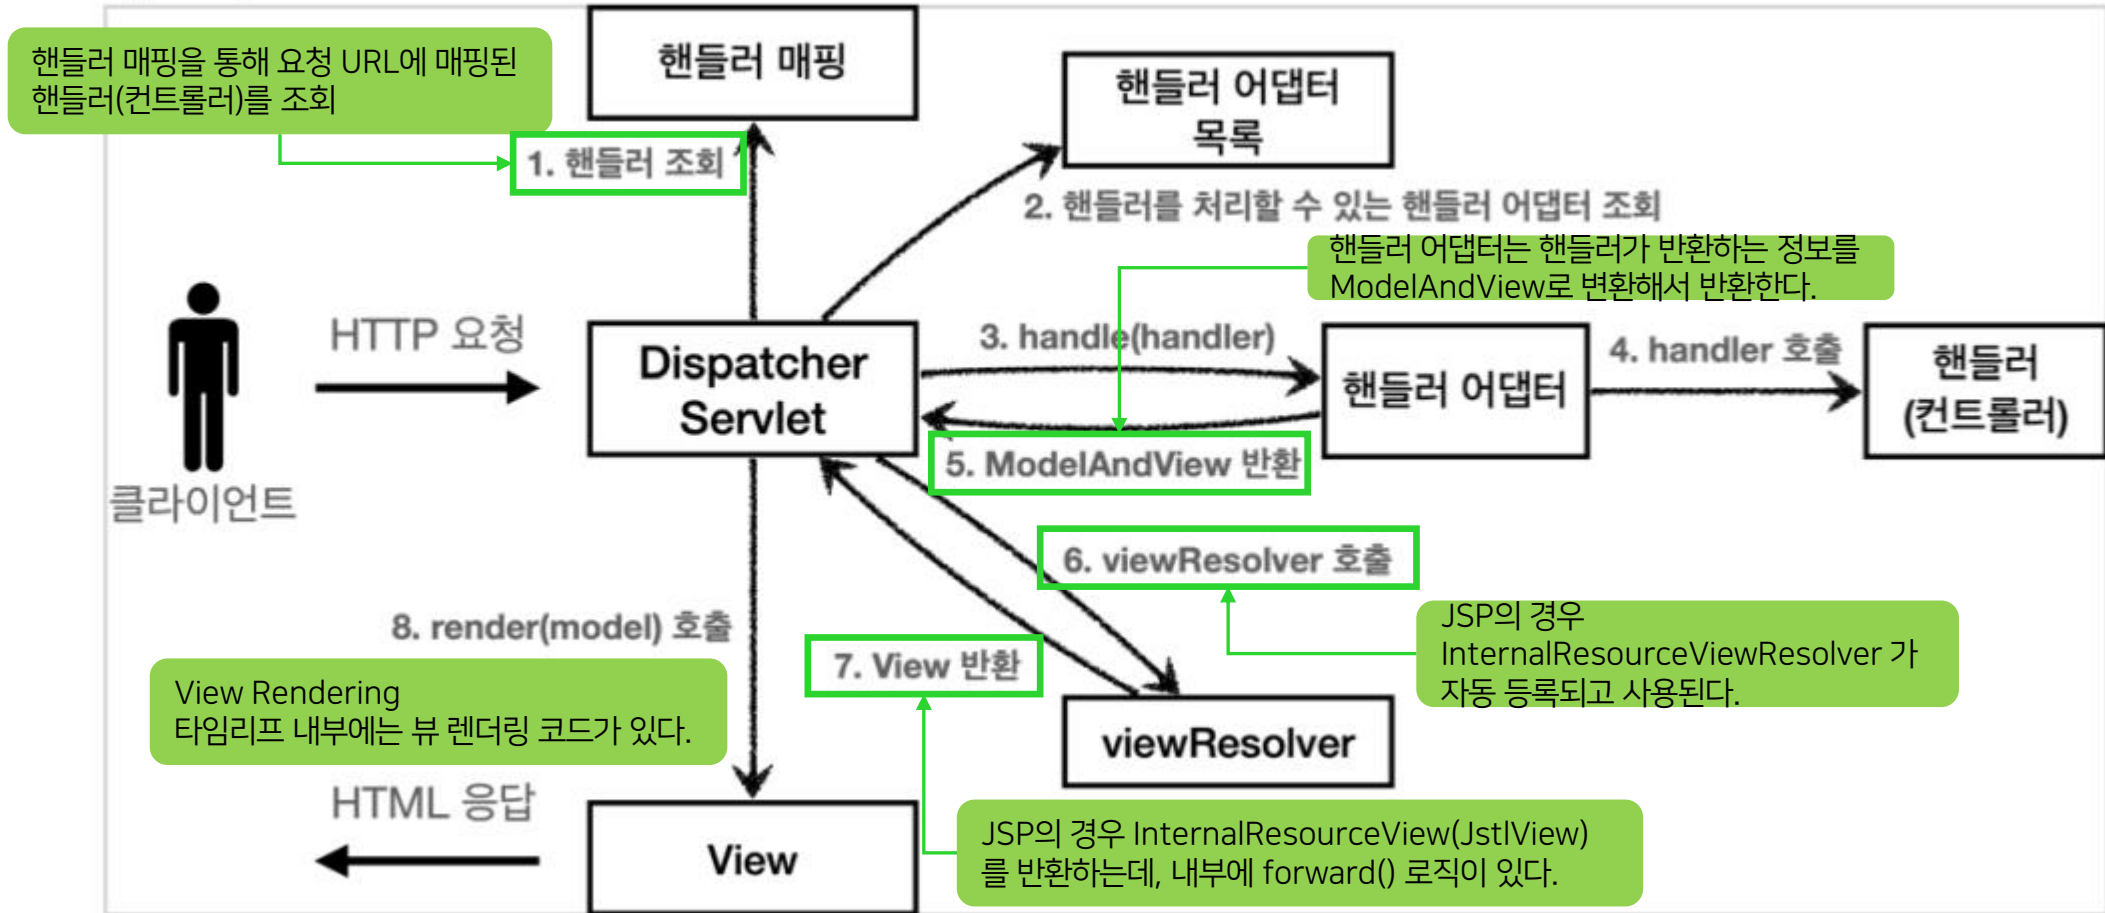 핸들러 매핑을 통해 요청 URL에 매핑된
핸들러(컨트롤러)를 조회
핸들러 매핑
핸들러 어댑터
목록
1. 핸들러 조회
2. 핸들러를 처리할 수 있는 핸들러 어댑터 조회
핸들러 어댑터는 핸들러가 반환하는 정보를
ModelAndView로 변환해서 반환한다.
HTTP 요청
Dispatcher
Servlet
3. handle(handler)
핸들러 어댑터
4. handler 호출
핸들러
(컨트롤러)
클라이언트
5. ModelAndView 반환
6. viewResolver 호출
JSP의 경우
InternalResourceViewResolver 가
자동 등록되고 사용된다.
8. render(model) 호출
7. View 반환
View Rendering
타임리프 내부에는 뷰 렌더링 코드가 있다.
viewResolver
HTML 응답
View
JSP의 경우 InternalResourceView(JstlView)
를 반환하는데, 내부에 forward() 로직이 있다.